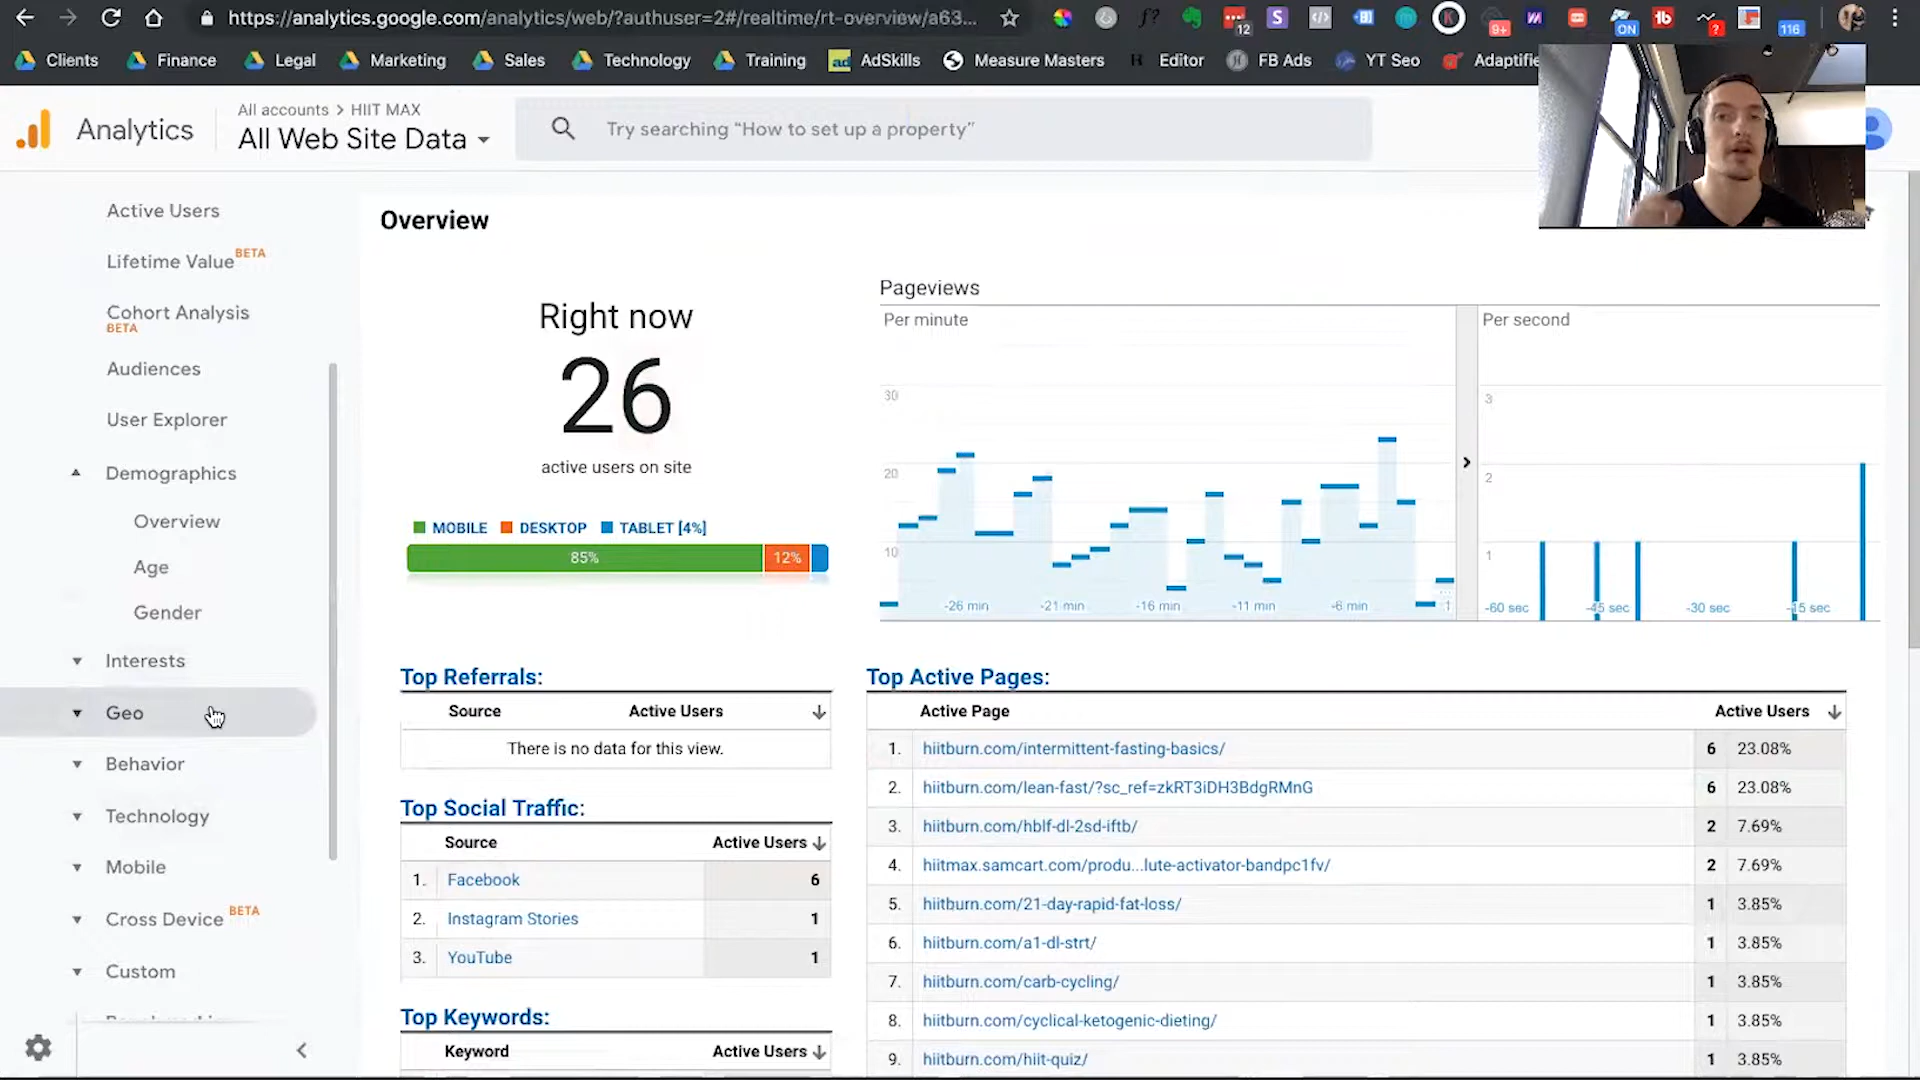 https://analytics.google.com/analytics/web/?authuser=2#/realtime/rt-overview/a63...
12
9+
ON
?
116
Clients
Finance
Legal
Marketing
Sales
Technology
Training
ad
AdSkills
Measure Masters
H
Editor
FB Ads
YT Seo
Adaptifie
Analytics
All accounts > HIIT MAX
All Web Site Data
Try searching “How to set up a property”
Active Users
Lifetime Value BETA
Cohort Analysis
BETA
Audiences
User Explorer
Demographics
Overview
Age
Gender
Interests
Geo
Behavior
Technology
Mobile
Cross Device BETA
Custom
Overview
Right now
26
active users on site
MOBILE
DESKTOP
TABLET [4%]
85%
12%
Pageviews
Per minute
30
20
10
-26 min
-21 min
-16 min
-11 min
-6 min
1
Per second
3
2
1
-60 sec
-45 sec
-30 sec
-15 sec
Top Referrals:
Source Active Users
There is no data for this view.
Top Social Traffic:
Source Active Users
1. Facebook 6
2. Instagram Stories 1
3. YouTube 1
Top Keywords:
Keyword Active Users
Top Active Pages:
Active Page Active Users
1. hiitburn.com/intermittent-fasting-basics/ 6 23.08%
2. hiitburn.com/lean-fast/?sc_ref=zkRT3iDH3BdgRMnG 6 23.08%
3. hiitburn.com/hblf-dl-2sd-iftb/ 2 7.69%
4. hiitmax.samcart.com/produ...lute-activator-bandpc1fv/ 2 7.69%
5. hiitburn.com/21-day-rapid-fat-loss/ 1 3.85%
6. hiitburn.com/a1-dl-strt/ 1 3.85%
7. hiitburn.com/carb-cycling/ 1 3.85%
8. hiitburn.com/cyclical-ketogenic-dieting/ 1 3.85%
9. hiitburn.com/hiit-quiz/ 1 3.85%